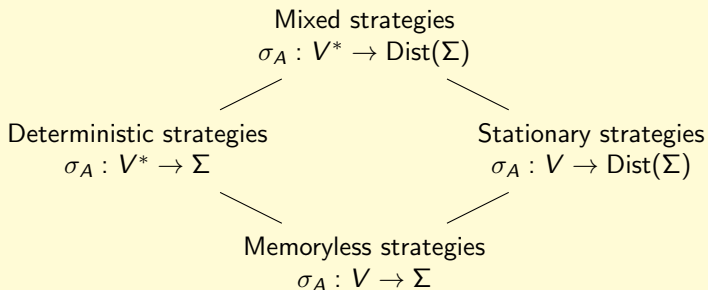 Mixed strategies
σ_A : V* → Dist(Σ)
Deterministic strategies
σ_A : V* → Σ
Stationary strategies
σ_A : V → Dist(Σ)
Memoryless strategies
σ_A : V → Σ